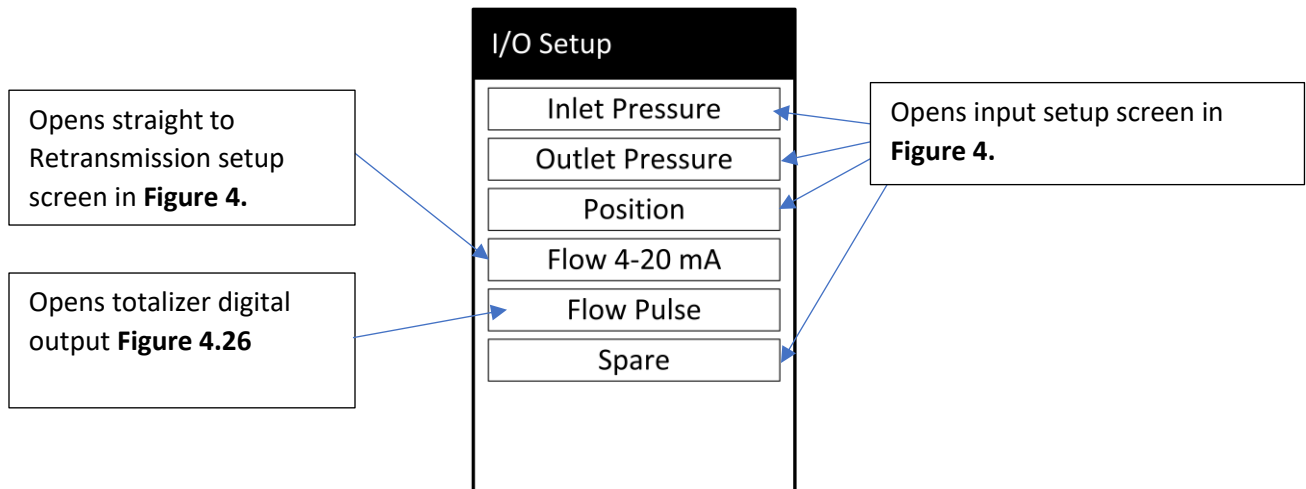 I/O Setup
Opens straight to
Retransmission setup
screen in Figure 4.
Opens totalizer digital
output Figure 4.26
Inlet Pressure
Outlet Pressure
Position
Flow 4-20 mA
Flow Pulse
Spare
Opens input setup screen in
Figure 4.